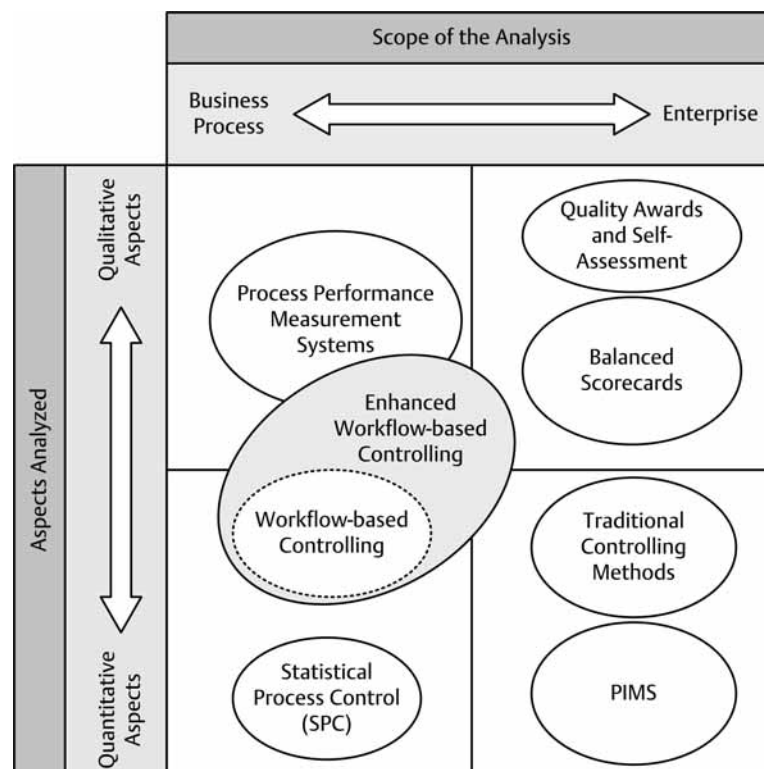 Scope of the Analysis
Business
Process
Enterprise
Aspects Analyzed
Qualitative
Aspects
Quantitative
Aspects
Quality Awards
and Self-
Assessment
Process Performance
Measurement
Systems
Balanced
Scorecards
Enhanced
Workflow-based
Controlling
Workflow-based
Controlling
Traditional
Controlling
Methods
Statistical
Process Control
(SPC)
PIMS